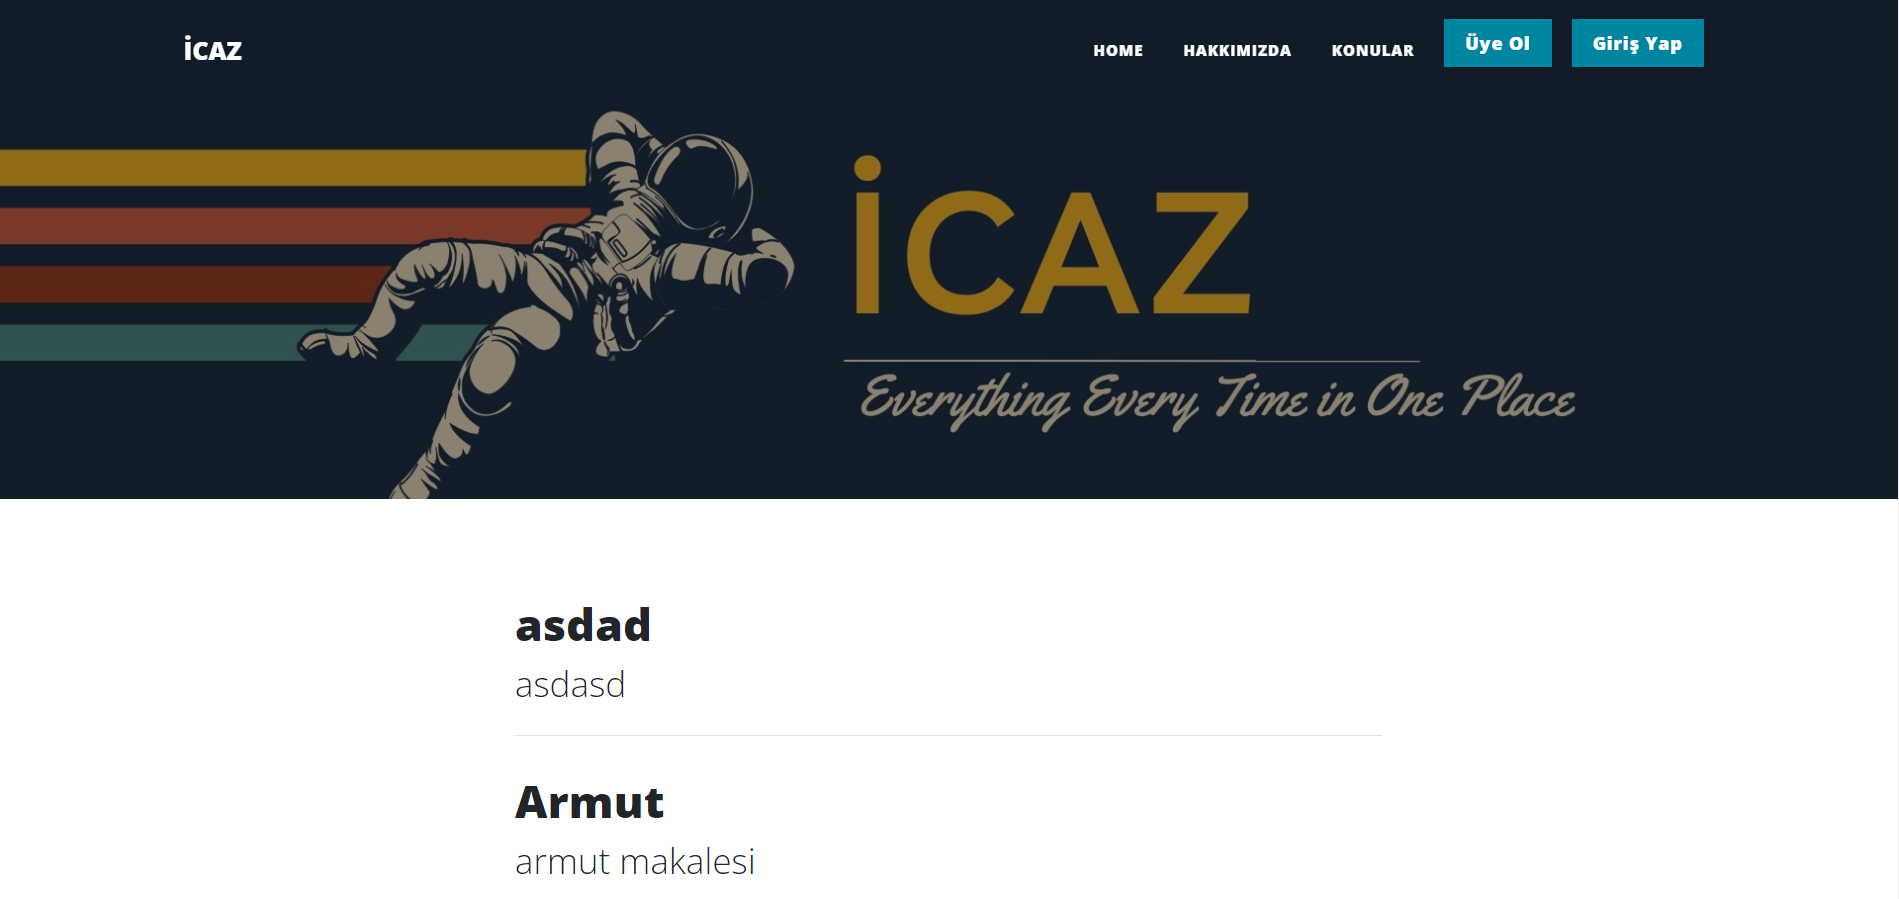 İCAZ
HOME HAKKIMIZDA KONULAR Üye Ol Giriş Yap
İCAZ
Everything Every Time in One Place
asdad
asdasd
Armut
armut makalesi